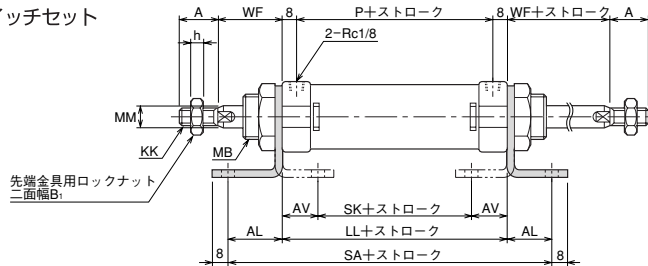 イッチセット
A WF 8 P+ストローク 8 WF+ストローク A
h
2−Rc1/8
MM
KK
MB
先端金具用ロックナット
二面幅B1
AV SK+ストローク AV
AL LL+ストローク AL
8 SA+ストローク 8